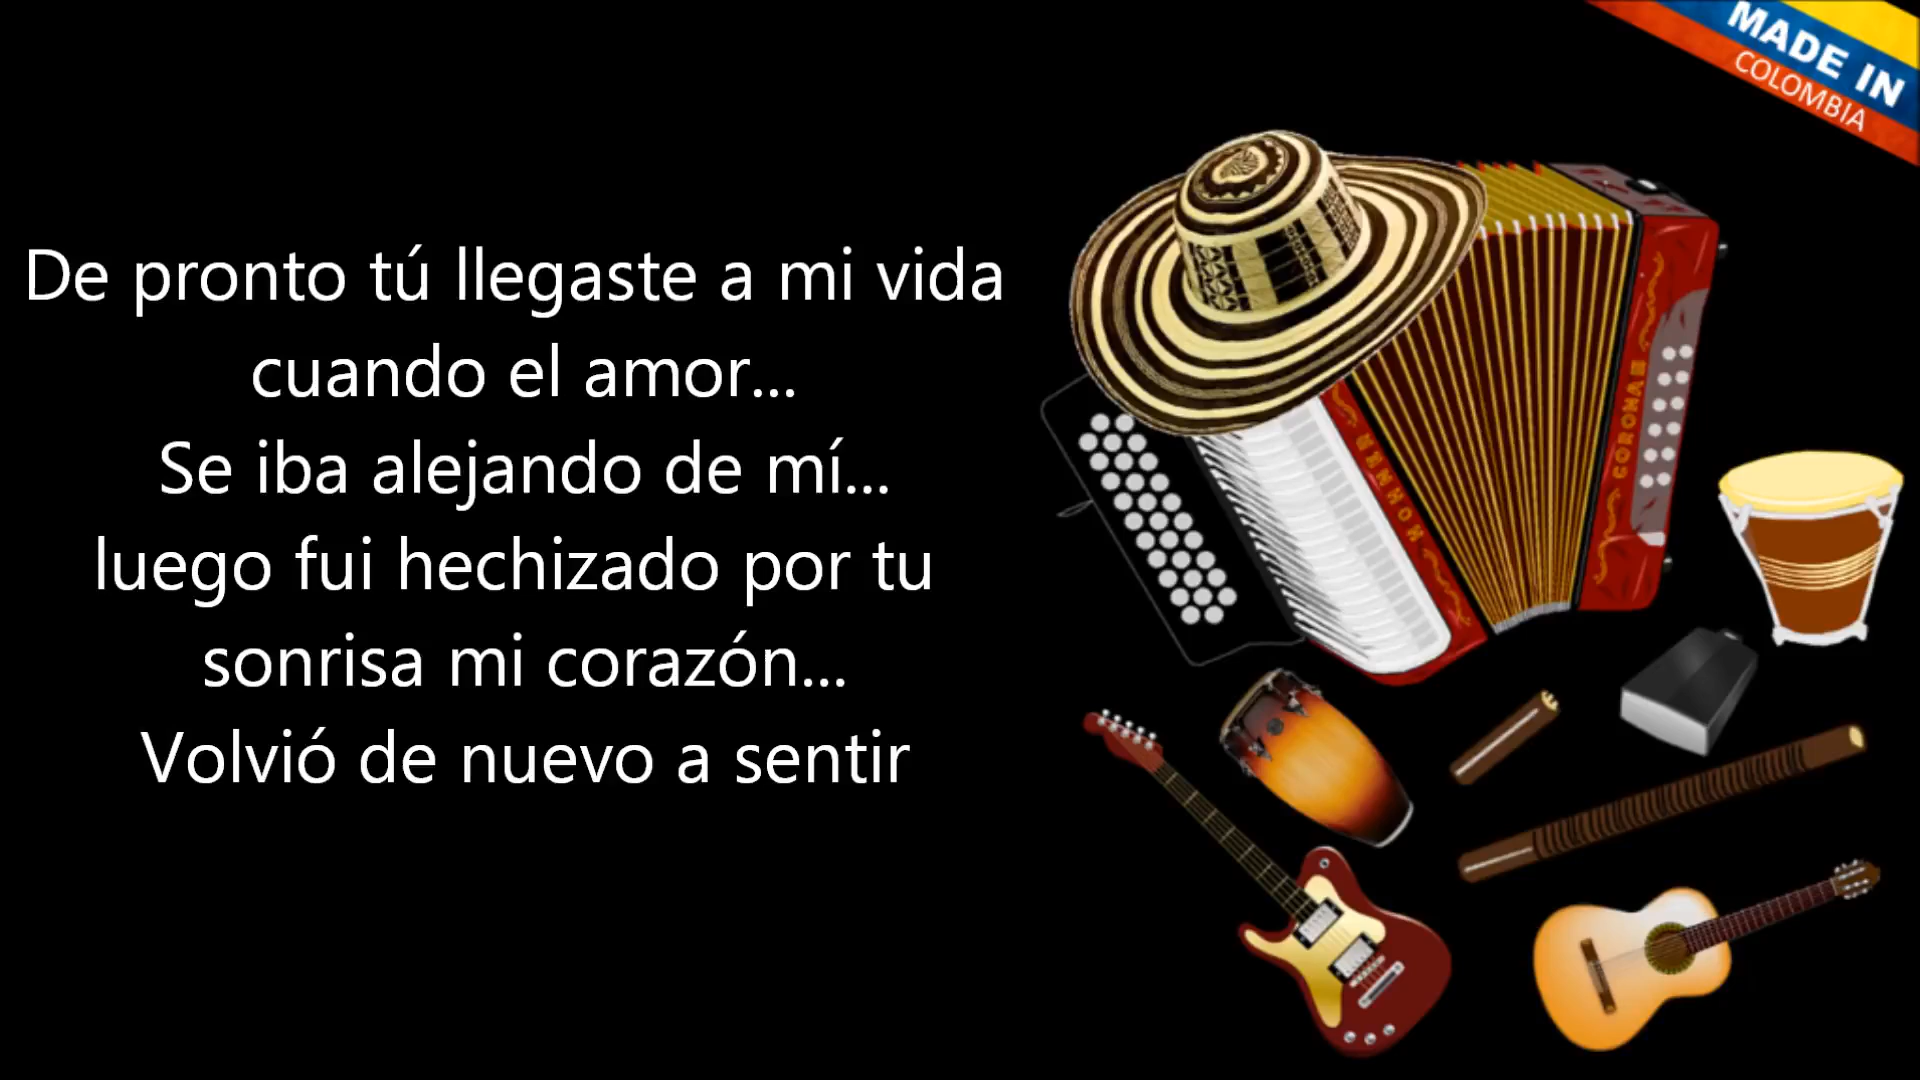 De pronto tú llegaste a mi vida
cuando el amor...
Se iba alejando de mí...
luego fui hechizado por tu
sonrisa mi corazón...
Volvió de nuevo a sentir
MADE IN
COLOMBIA
HOHNER
CORONA III